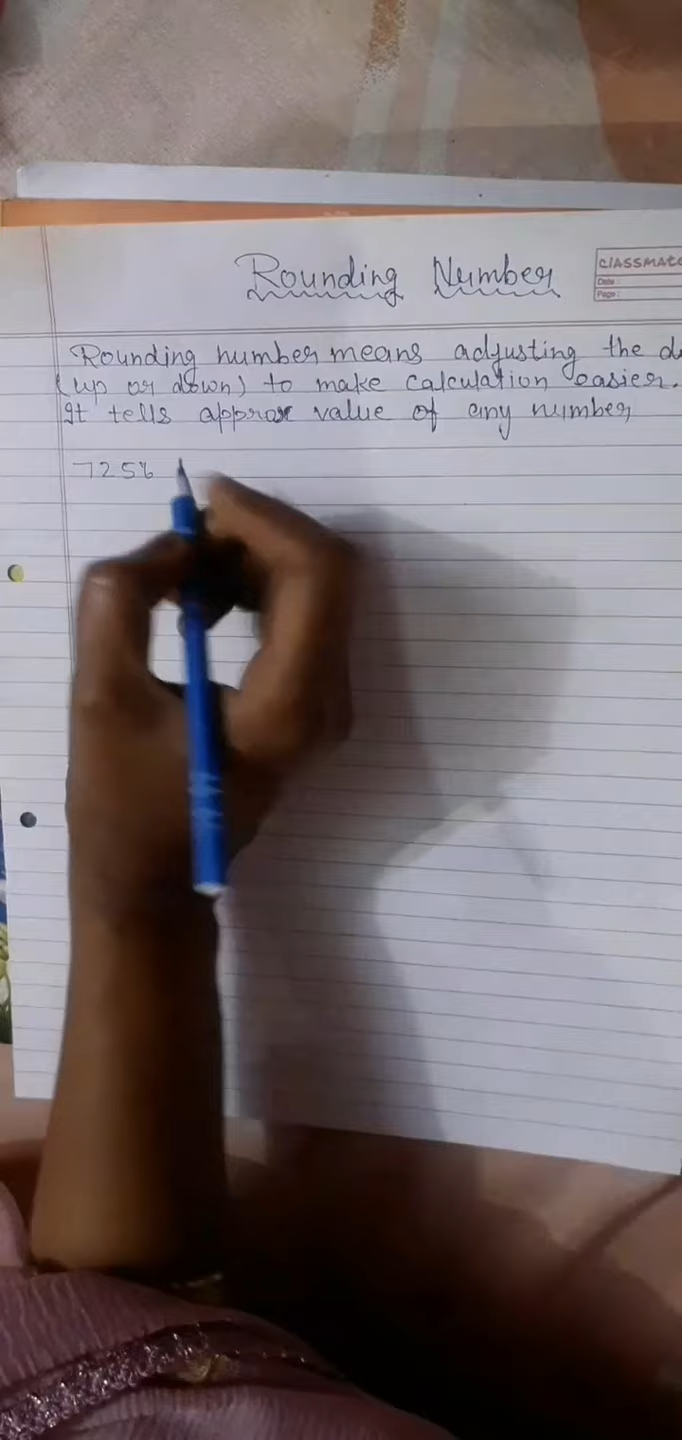 Rounding Number
CLASSMATE
Date :
Page :
Rounding number means adjusting the
(up or down) to make calculation easier.
It tells approx value of any number
7256